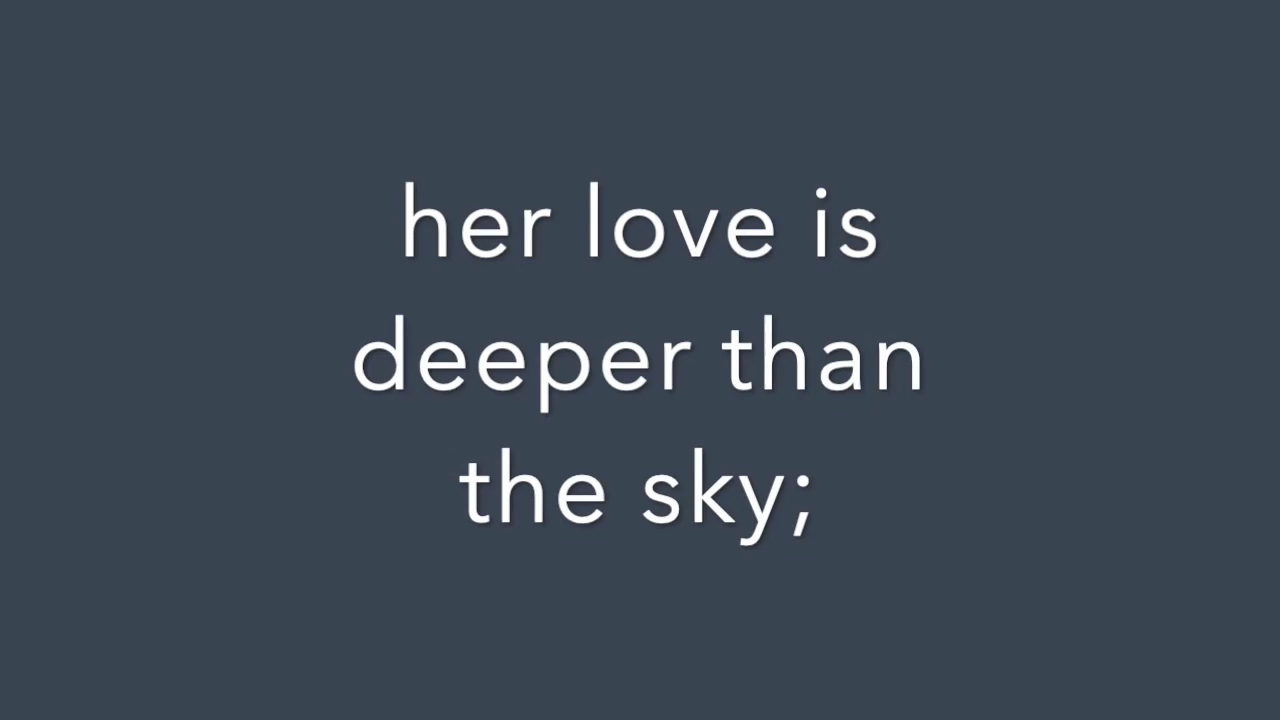 her love is
deeper than
the sky;